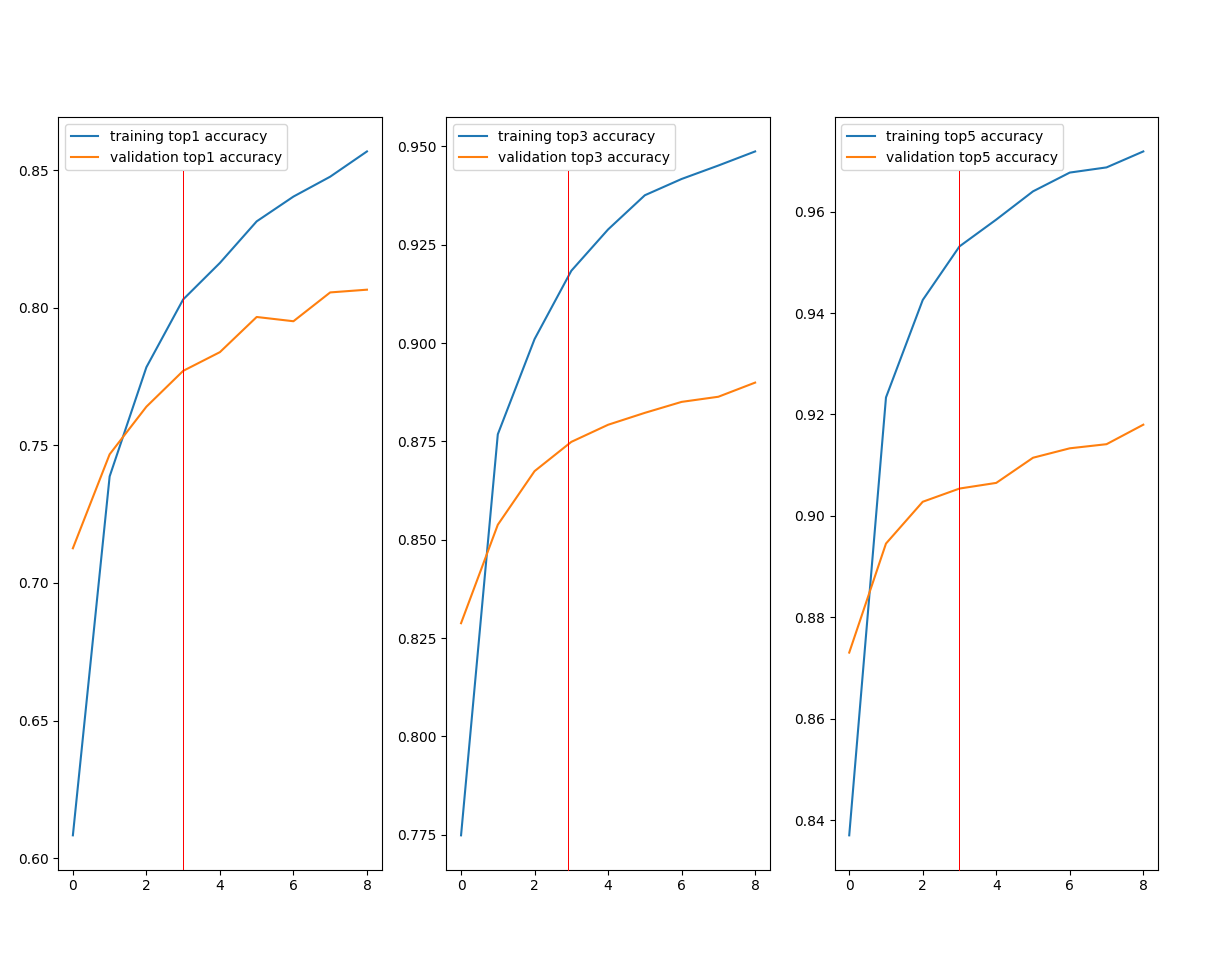 training top1 accuracy
validation top1 accuracy
0.85
0.80
0.75
0.70
0.65
0.60
0 2 4 6 8
training top3 accuracy
validation top3 accuracy
0.950
0.925
0.900
0.875
0.850
0.825
0.800
0.775
0 2 4 6 8
training top5 accuracy
validation top5 accuracy
0.96
0.94
0.92
0.90
0.88
0.86
0.84
0 2 4 6 8